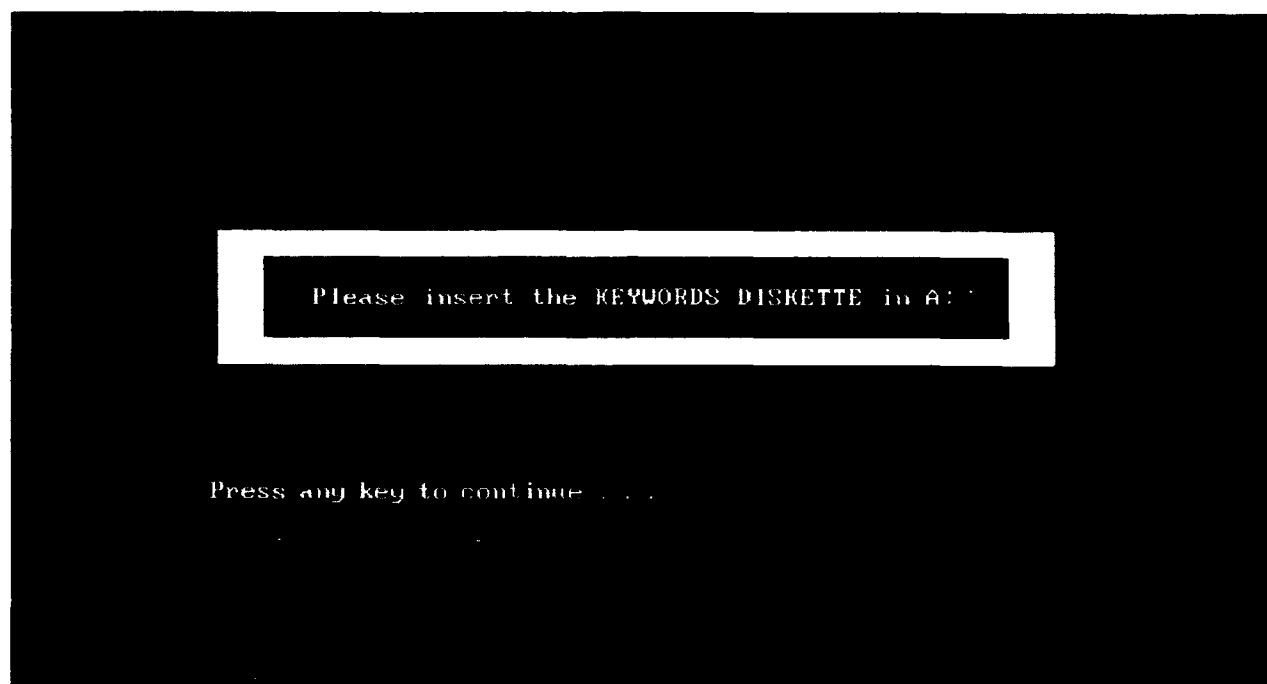 Please insert the KEYWORDS DISKETTE in A:
Press any key to continue . . .